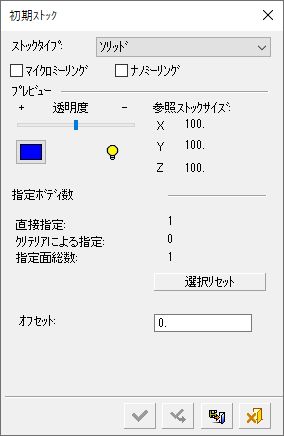 初期ストック
ストックタイプ:
ソリッド
マイクロミーリング ナノミーリング
プレビュー
+ 透明度 -
参照ストックサイズ:
X 100.
Y 100.
Z 100.
指定ボディ数
直接指定: 1
クリテリアによる指定: 0
指定面総数: 1
選択リセット
オフセット: 0.